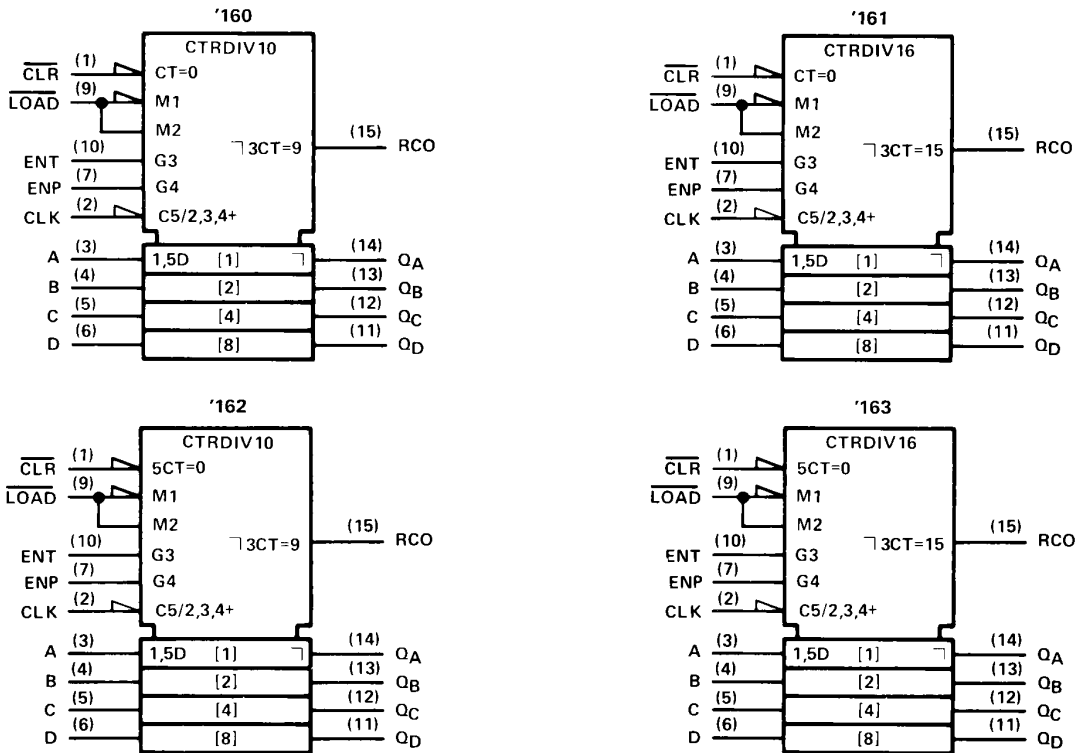 '160
CTRDIV10
CLR (1) CT=0
LOAD (9) M1
M2
3CT=9 (15) RCO
ENT (10) G3
ENP (7) G4
CLK (2) C5/2,3,4+
A (3) 1,5D [1] (14) QA
B (4) [2] (13) QB
C (5) [4] (12) QC
D (6) [8] (11) QD
'161
CTRDIV16
CLR (1) CT=0
LOAD (9) M1
M2
3CT=15 (15) RCO
ENT (10) G3
ENP (7) G4
CLK (2) C5/2,3,4+
A (3) 1,5D [1] (14) QA
B (4) [2] (13) QB
C (5) [4] (12) QC
D (6) [8] (11) QD
'162
CTRDIV10
CLR (1) 5CT=0
LOAD (9) M1
M2
3CT=9 (15) RCO
ENT (10) G3
ENP (7) G4
CLK (2) C5/2,3,4+
A (3) 1,5D [1] (14) QA
B (4) [2] (13) QB
C (5) [4] (12) QC
D (6) [8] (11) QD
'163
CTRDIV16
CLR (1) 5CT=0
LOAD (9) M1
M2
3CT=15 (15) RCO
ENT (10) G3
ENP (7) G4
CLK (2) C5/2,3,4+
A (3) 1,5D [1] (14) QA
B (4) [2] (13) QB
C (5) [4] (12) QC
D (6) [8] (11) QD